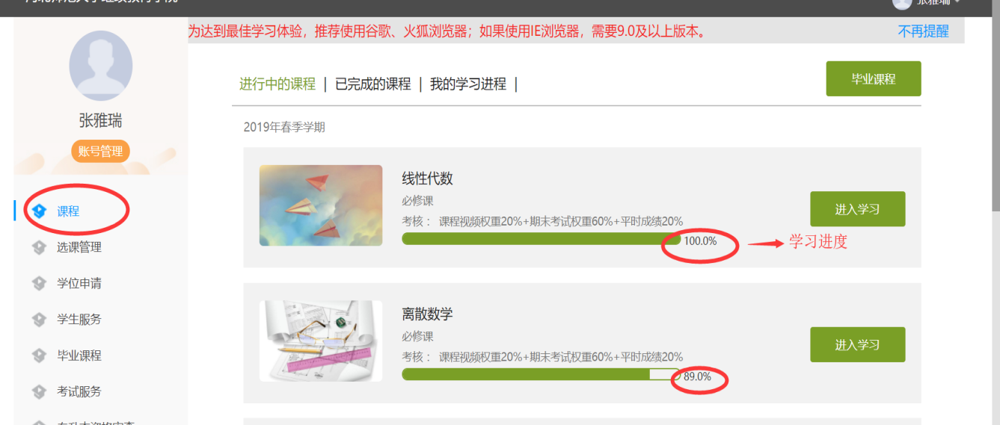 张雅瑞
为达到最佳学习体验，推荐使用谷歌、火狐浏览器；如果使用IE浏览器，需要9.0及以上版本。 不再提醒
进行中的课程 | 已完成的课程 | 我的学习进程 |
毕业课程
张雅瑞
账号管理
课程
选课管理
学位申请
学生服务
毕业课程
考试服务
2019年春季学期
线性代数
必修课
考核： 课程视频权重20%+期末考试权重60%+平时成绩20%
100.0%
学习进度
进入学习
离散数学
必修课
考核： 课程视频权重20%+期末考试权重60%+平时成绩20%
89.0%
进入学习